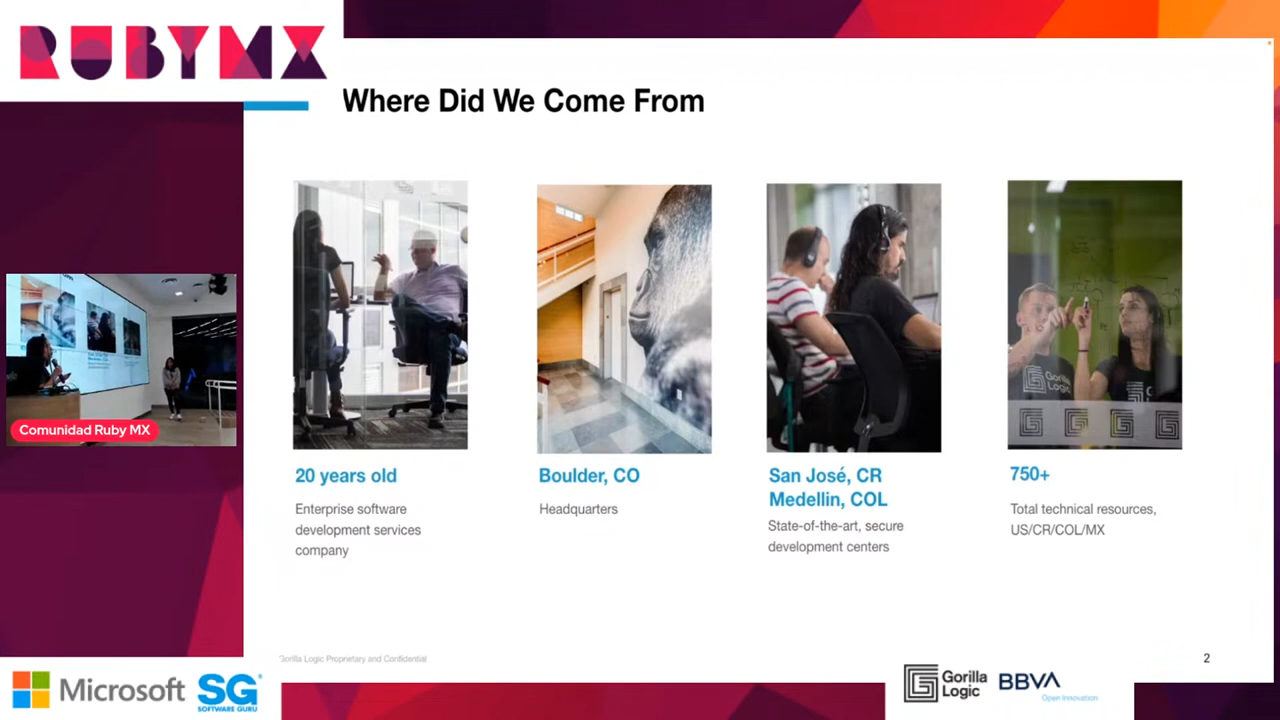 RUBYMX
Where Did We Come From
20 years old
Enterprise software
development services
company
Boulder, CO
Headquarters
San José, CR
Medellin, COL
State-of-the-art, secure
development centers
750+
Total technical resources,
US/CR/COL/MX
Gorilla
Logic
Comunidad Ruby MX
Gorilla Logic Proprietary and Confidential
2
Microsoft
SG
SOFTWARE GURU
Gorilla
Logic
BBVA
Open Innovation